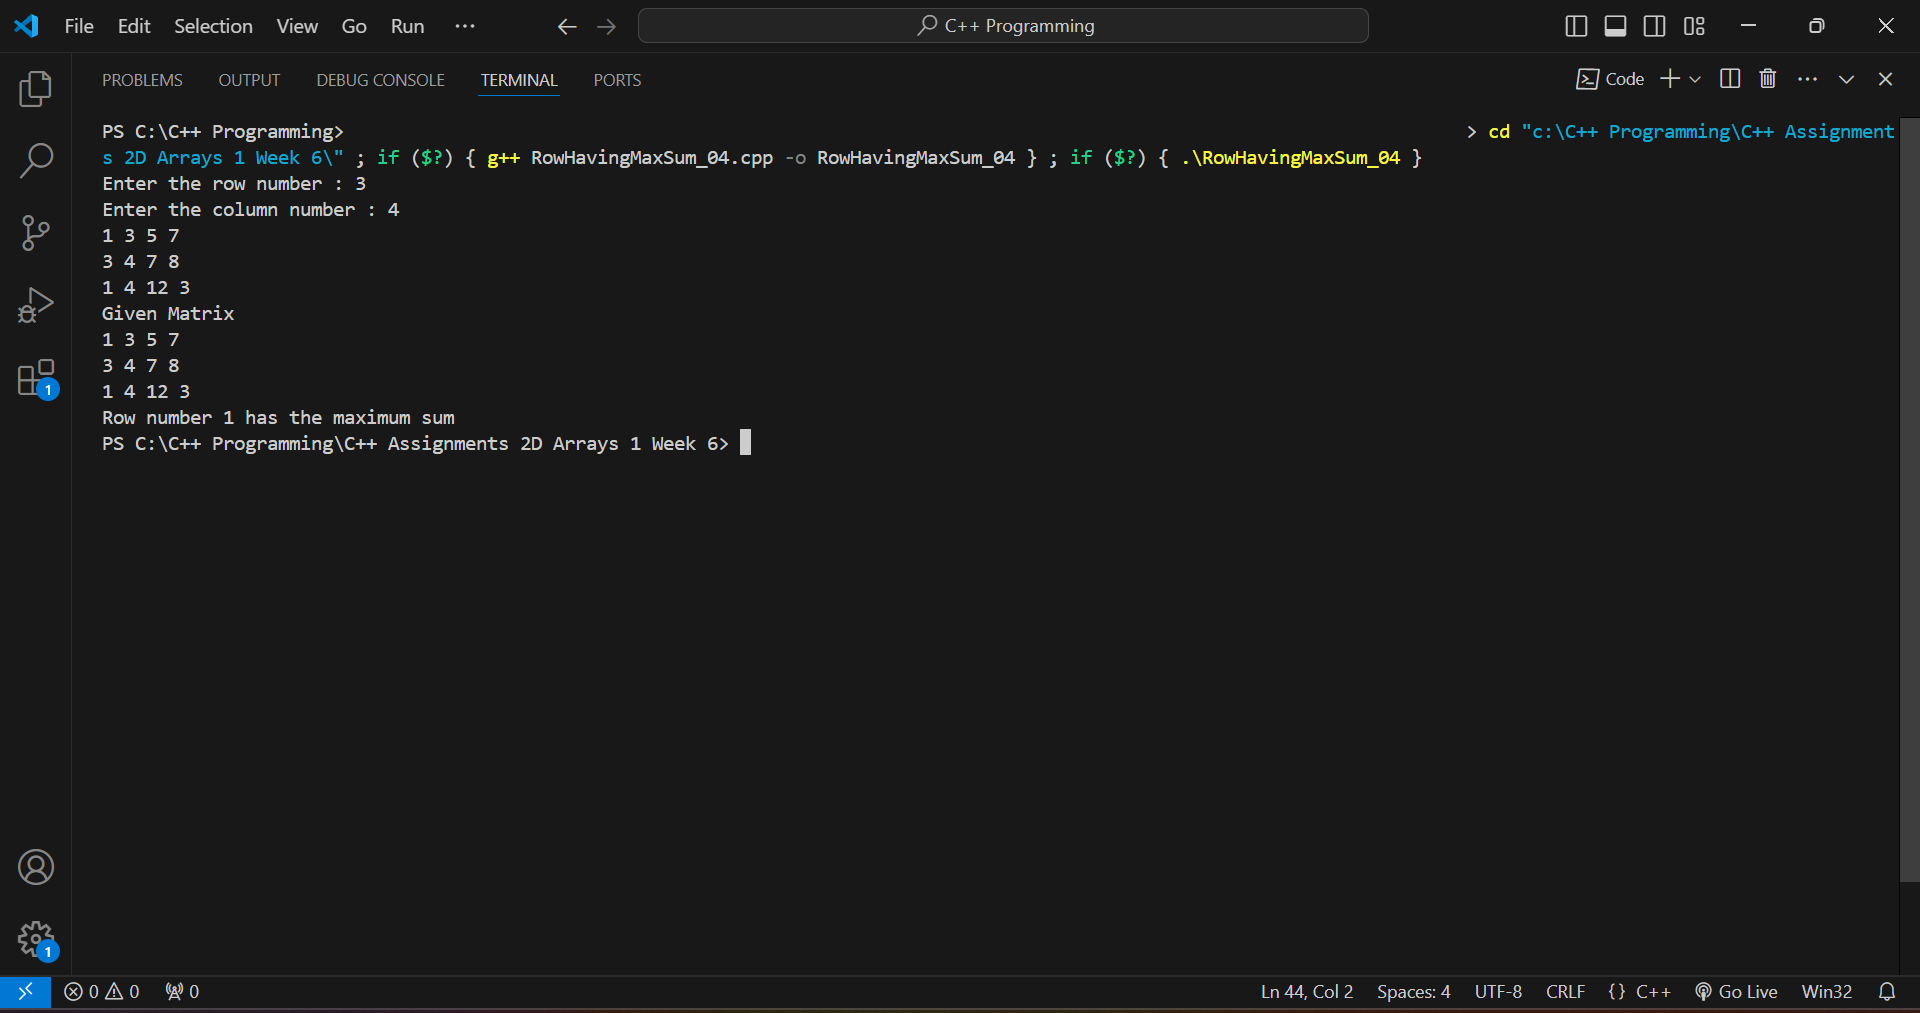 File Edit Selection View Go Run ··· C++ Programming
PROBLEMS OUTPUT DEBUG CONSOLE TERMINAL PORTS Code
PS C:\C++ Programming> > cd "c:\C++ Programming\C++ Assignment
s 2D Arrays 1 Week 6\" ; if ($?) { g++ RowHavingMaxSum_04.cpp -o RowHavingMaxSum_04 } ; if ($?) { .\RowHavingMaxSum_04 }
Enter the row number : 3
Enter the column number : 4
1 3 5 7
3 4 7 8
1 4 12 3
Given Matrix
1 3 5 7
3 4 7 8
1 4 12 3
Row number 1 has the maximum sum
PS C:\C++ Programming\C++ Assignments 2D Arrays 1 Week 6>
1
1
0 0 0 Ln 44, Col 2 Spaces: 4 UTF-8 CRLF {} C++ Go Live Win32